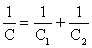 1/C = 1/C₁ + 1/C₂